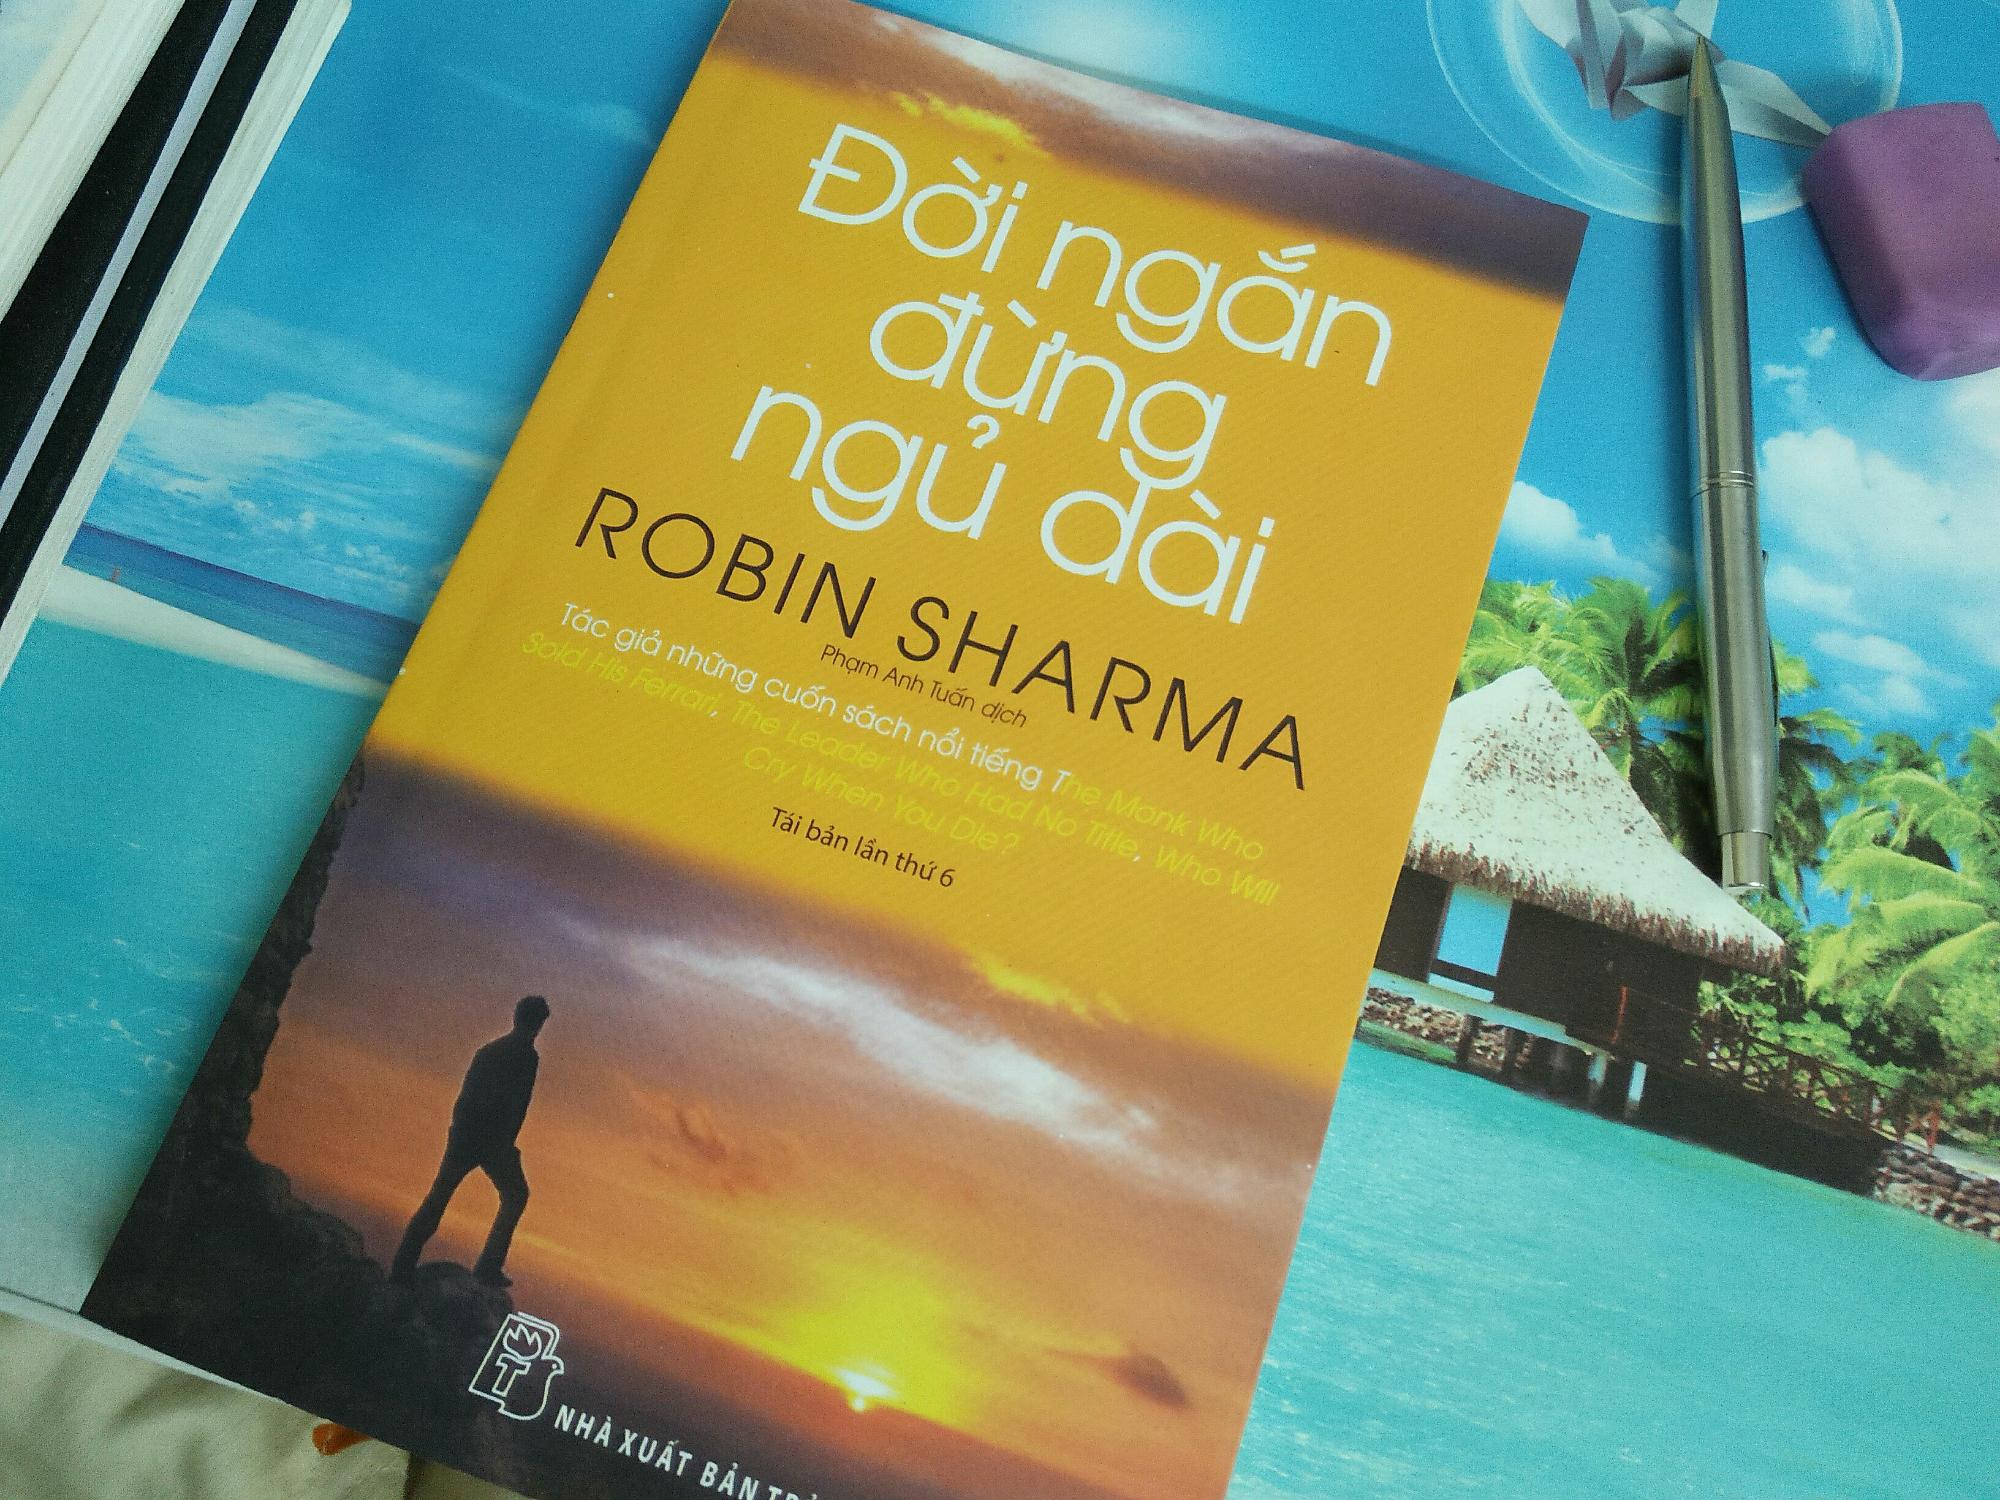 Đời ngắn
đừng
ngủ dài
ROBIN SHARMA
Phạm Anh Tuấn dịch
Tác giả những cuốn sách nổi tiếng The Monk Who
Sold His Ferrari, The Leader Who Had No Title, Who Will
Cry When You Die?
Tái bản lần thứ 6
NHÀ XUẤT BẢN